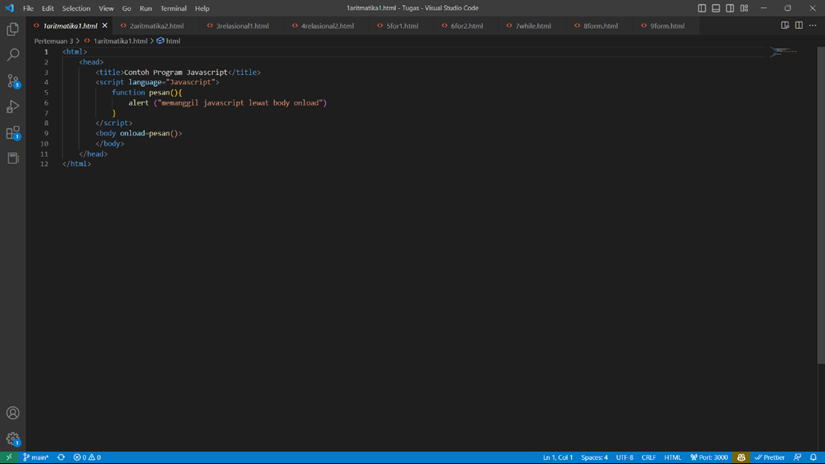 File Edit Selection View Go Run Terminal Help 1aritmatika1.html - Tugas - Visual Studio Code
1aritmatika1.html 2aritmatika2.html 3relasional1.html 4relasional2.html 5for1.html 6for2.html 7while.html 8form.html 9form.html
Pertemuan 3 > 1aritmatika1.html > html
1 <html>
2 <head>
3 <title>Contoh Program Javascript</title>
4 <script language="Javascript">
5 function pesan(){
6 alert ("memanggil javascript lewat body onload")
7 }
8 </script>
9 <body onload=pesan()>
10 </body>
11 </head>
12 </html>
1
1
1
main* 0 0 Ln 1, Col 1 Spaces: 4 UTF-8 CRLF HTML Port: 3000 Prettier